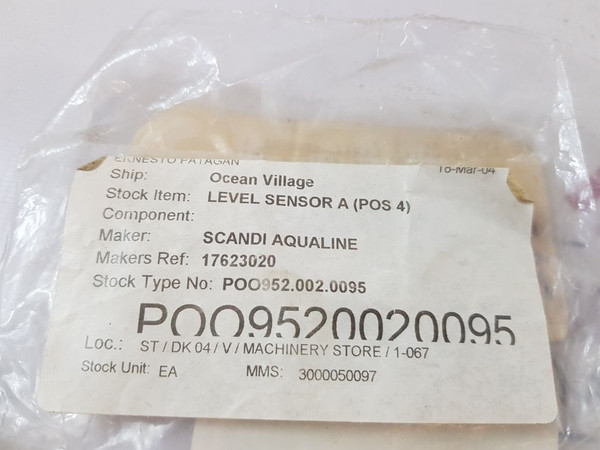 ERNESTO PATAGAN 16-Mar-04
Ship: Ocean Village
Stock Item: LEVEL SENSOR A (POS 4)
Component:
Maker: SCANDI AQUALINE
Makers Ref: 17623020
Stock Type No: POO952.002.0095
POO9520020095
Loc.: ST / DK 04 / V / MACHINERY STORE / 1-067
Stock Unit: EA MMS: 3000050097